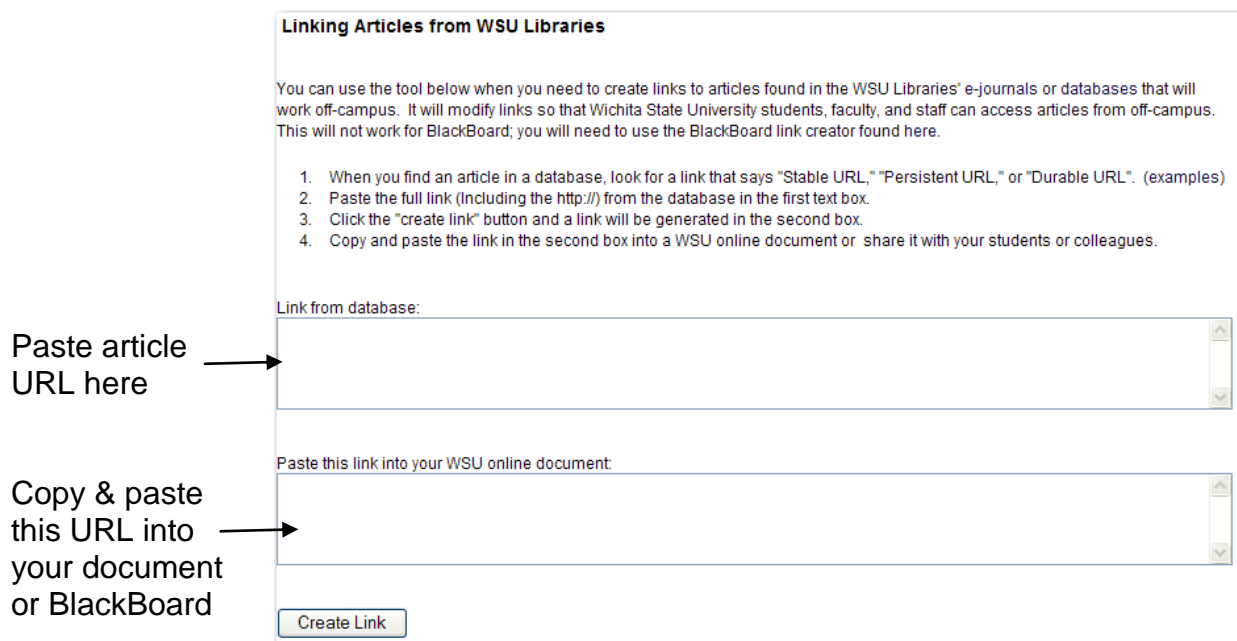 Linking Articles from WSU Libraries
You can use the tool below when you need to create links to articles found in the WSU Libraries' e-journals or databases that will
work off-campus. It will modify links so that Wichita State University students, faculty, and staff can access articles from off-campus.
This will not work for BlackBoard; you will need to use the BlackBoard link creator found here.
1. When you find an article in a database, look for a link that says "Stable URL," "Persistent URL," or "Durable URL". (examples)
2. Paste the full link (Including the http://) from the database in the first text box.
3. Click the "create link" button and a link will be generated in the second box.
4. Copy and paste the link in the second box into a WSU online document or share it with your students or colleagues.
Link from database:
Paste article
URL here
Paste this link into your WSU online document:
Copy & paste
this URL into
your document
or BlackBoard
Create Link